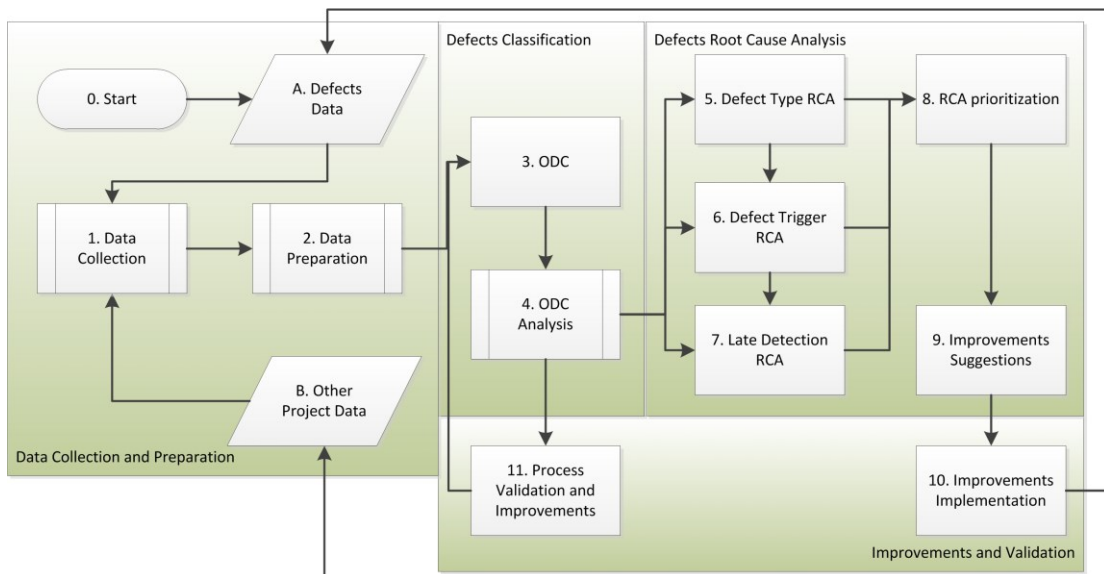 Defects Classification
Defects Root Cause Analysis
0. Start
A. Defects
Data
5. Defect Type RCA
8. RCA prioritization
3. ODC
1. Data
Collection
2. Data
Preparation
6. Defect Trigger
RCA
4. ODC
Analysis
7. Late Detection
RCA
9. Improvements
Suggestions
B. Other
Project Data
Data Collection and Preparation
11. Process
Validation and
Improvements
10. Improvements
Implementation
Improvements and Validation